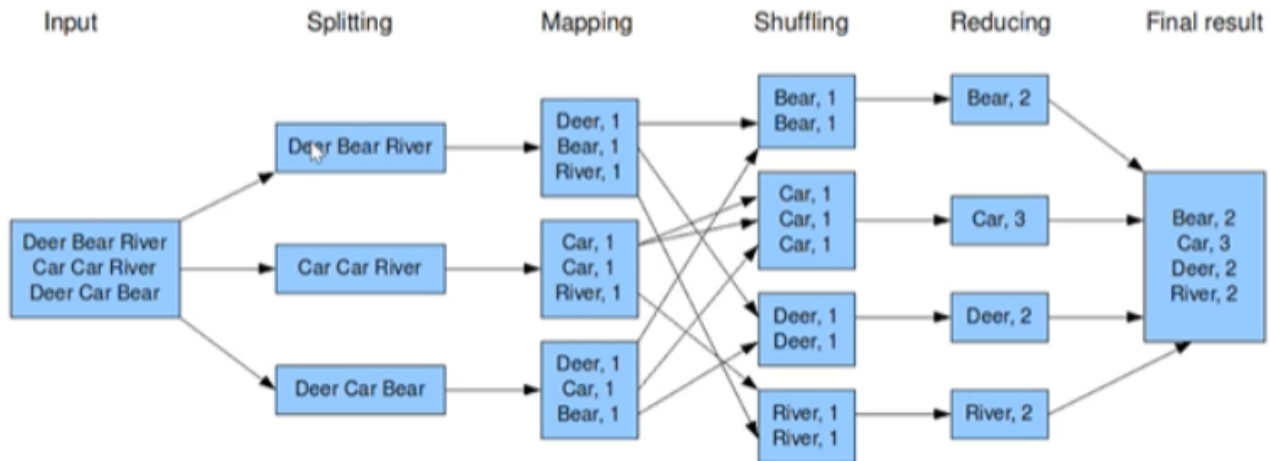 Input
Splitting
Mapping
Shuffling
Reducing
Final result
Deer Bear River
Car Car River
Deer Car Bear
Deer Bear River
Car Car River
Deer Car Bear
Deer, 1
Bear, 1
River, 1
Car, 1
Car, 1
River, 1
Deer, 1
Car, 1
Bear, 1
Bear, 1
Bear, 1
Car, 1
Car, 1
Car, 1
Deer, 1
Deer, 1
River, 1
River, 1
Bear, 2
Car, 3
Deer, 2
River, 2
Bear, 2
Car, 3
Deer, 2
River, 2